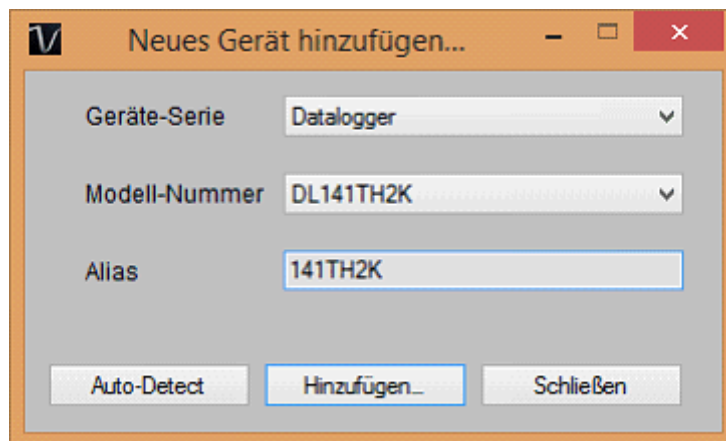 Neues Gerät hinzufügen...
Geräte-Serie Datalogger
Modell-Nummer DL141TH2K
Alias 141TH2K
Auto-Detect Hinzufügen... Schließen